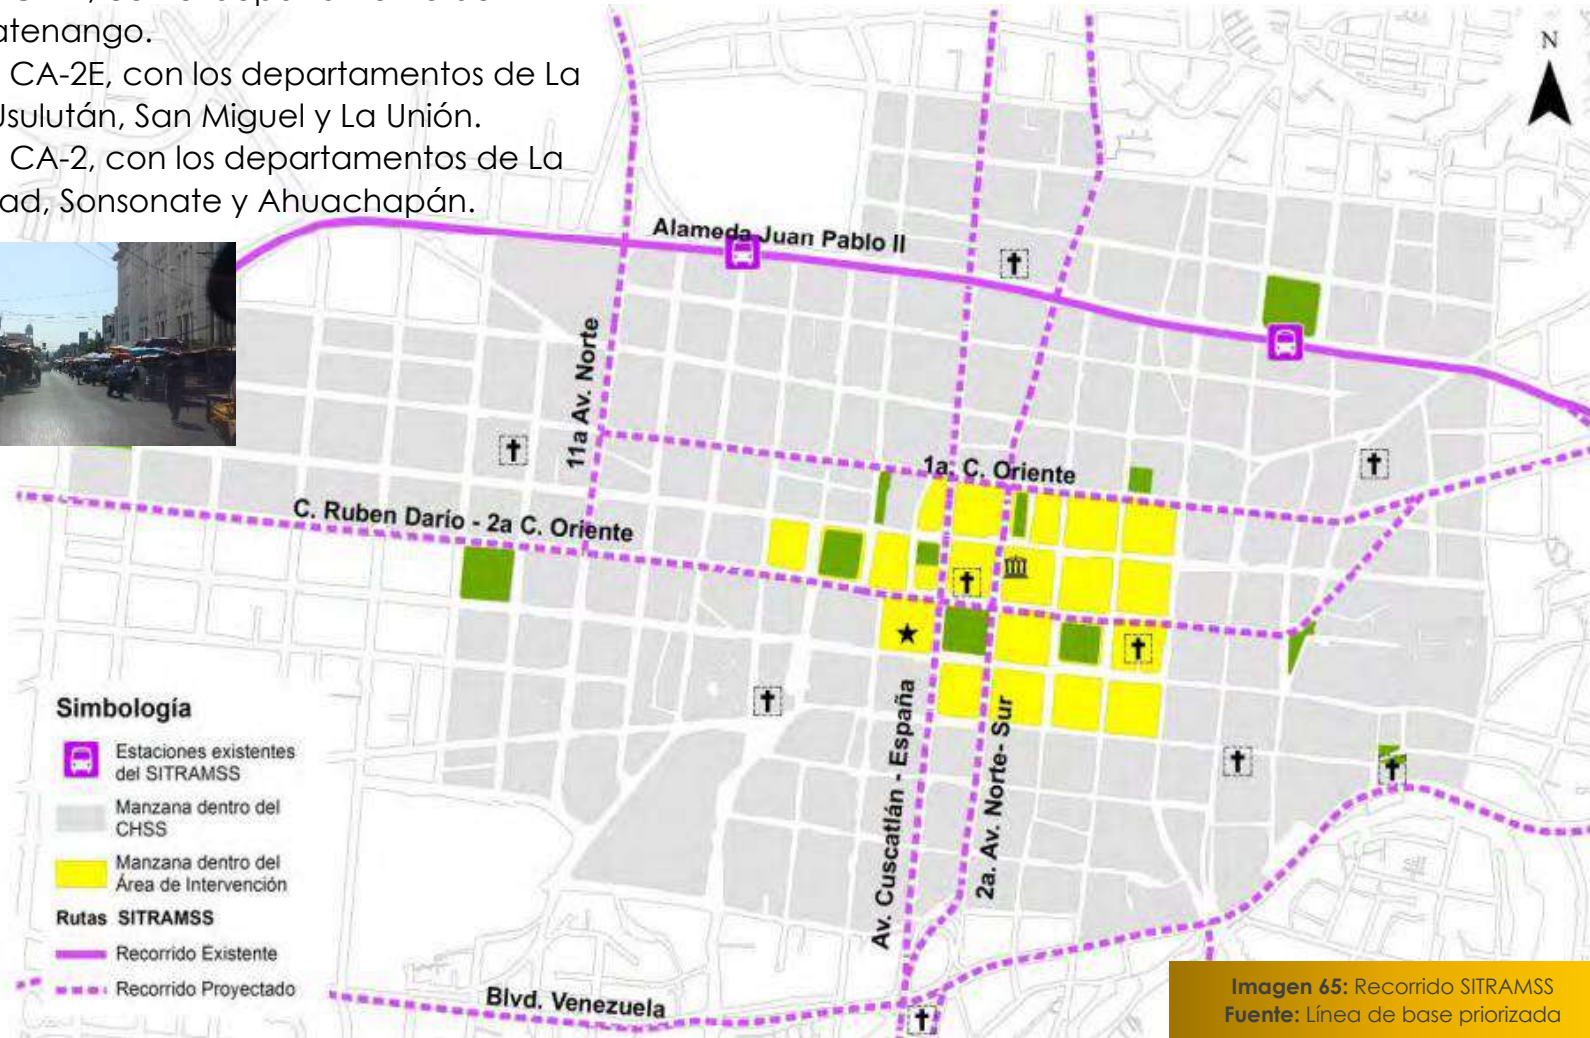 atenango.
CA-2E, con los departamentos de La
Usulután, San Miguel y La Unión.
CA-2, con los departamentos de La
ad, Sonsonate y Ahuachapán.
N
Alameda Juan Pablo II
11a Av. Norte
1a. C. Oriente
C. Ruben Darío - 2a C. Oriente
Av. Cuscatlán - España
2a. Av. Norte- Sur
Blvd. Venezuela
Simbología
Estaciones existentes
del SITRAMSS
Manzana dentro del
CHSS
Manzana dentro del
Área de Intervención
Rutas SITRAMSS
Recorrido Existente
Recorrido Proyectado
Imagen 65: Recorrido SITRAMSS
Fuente: Línea de base priorizada